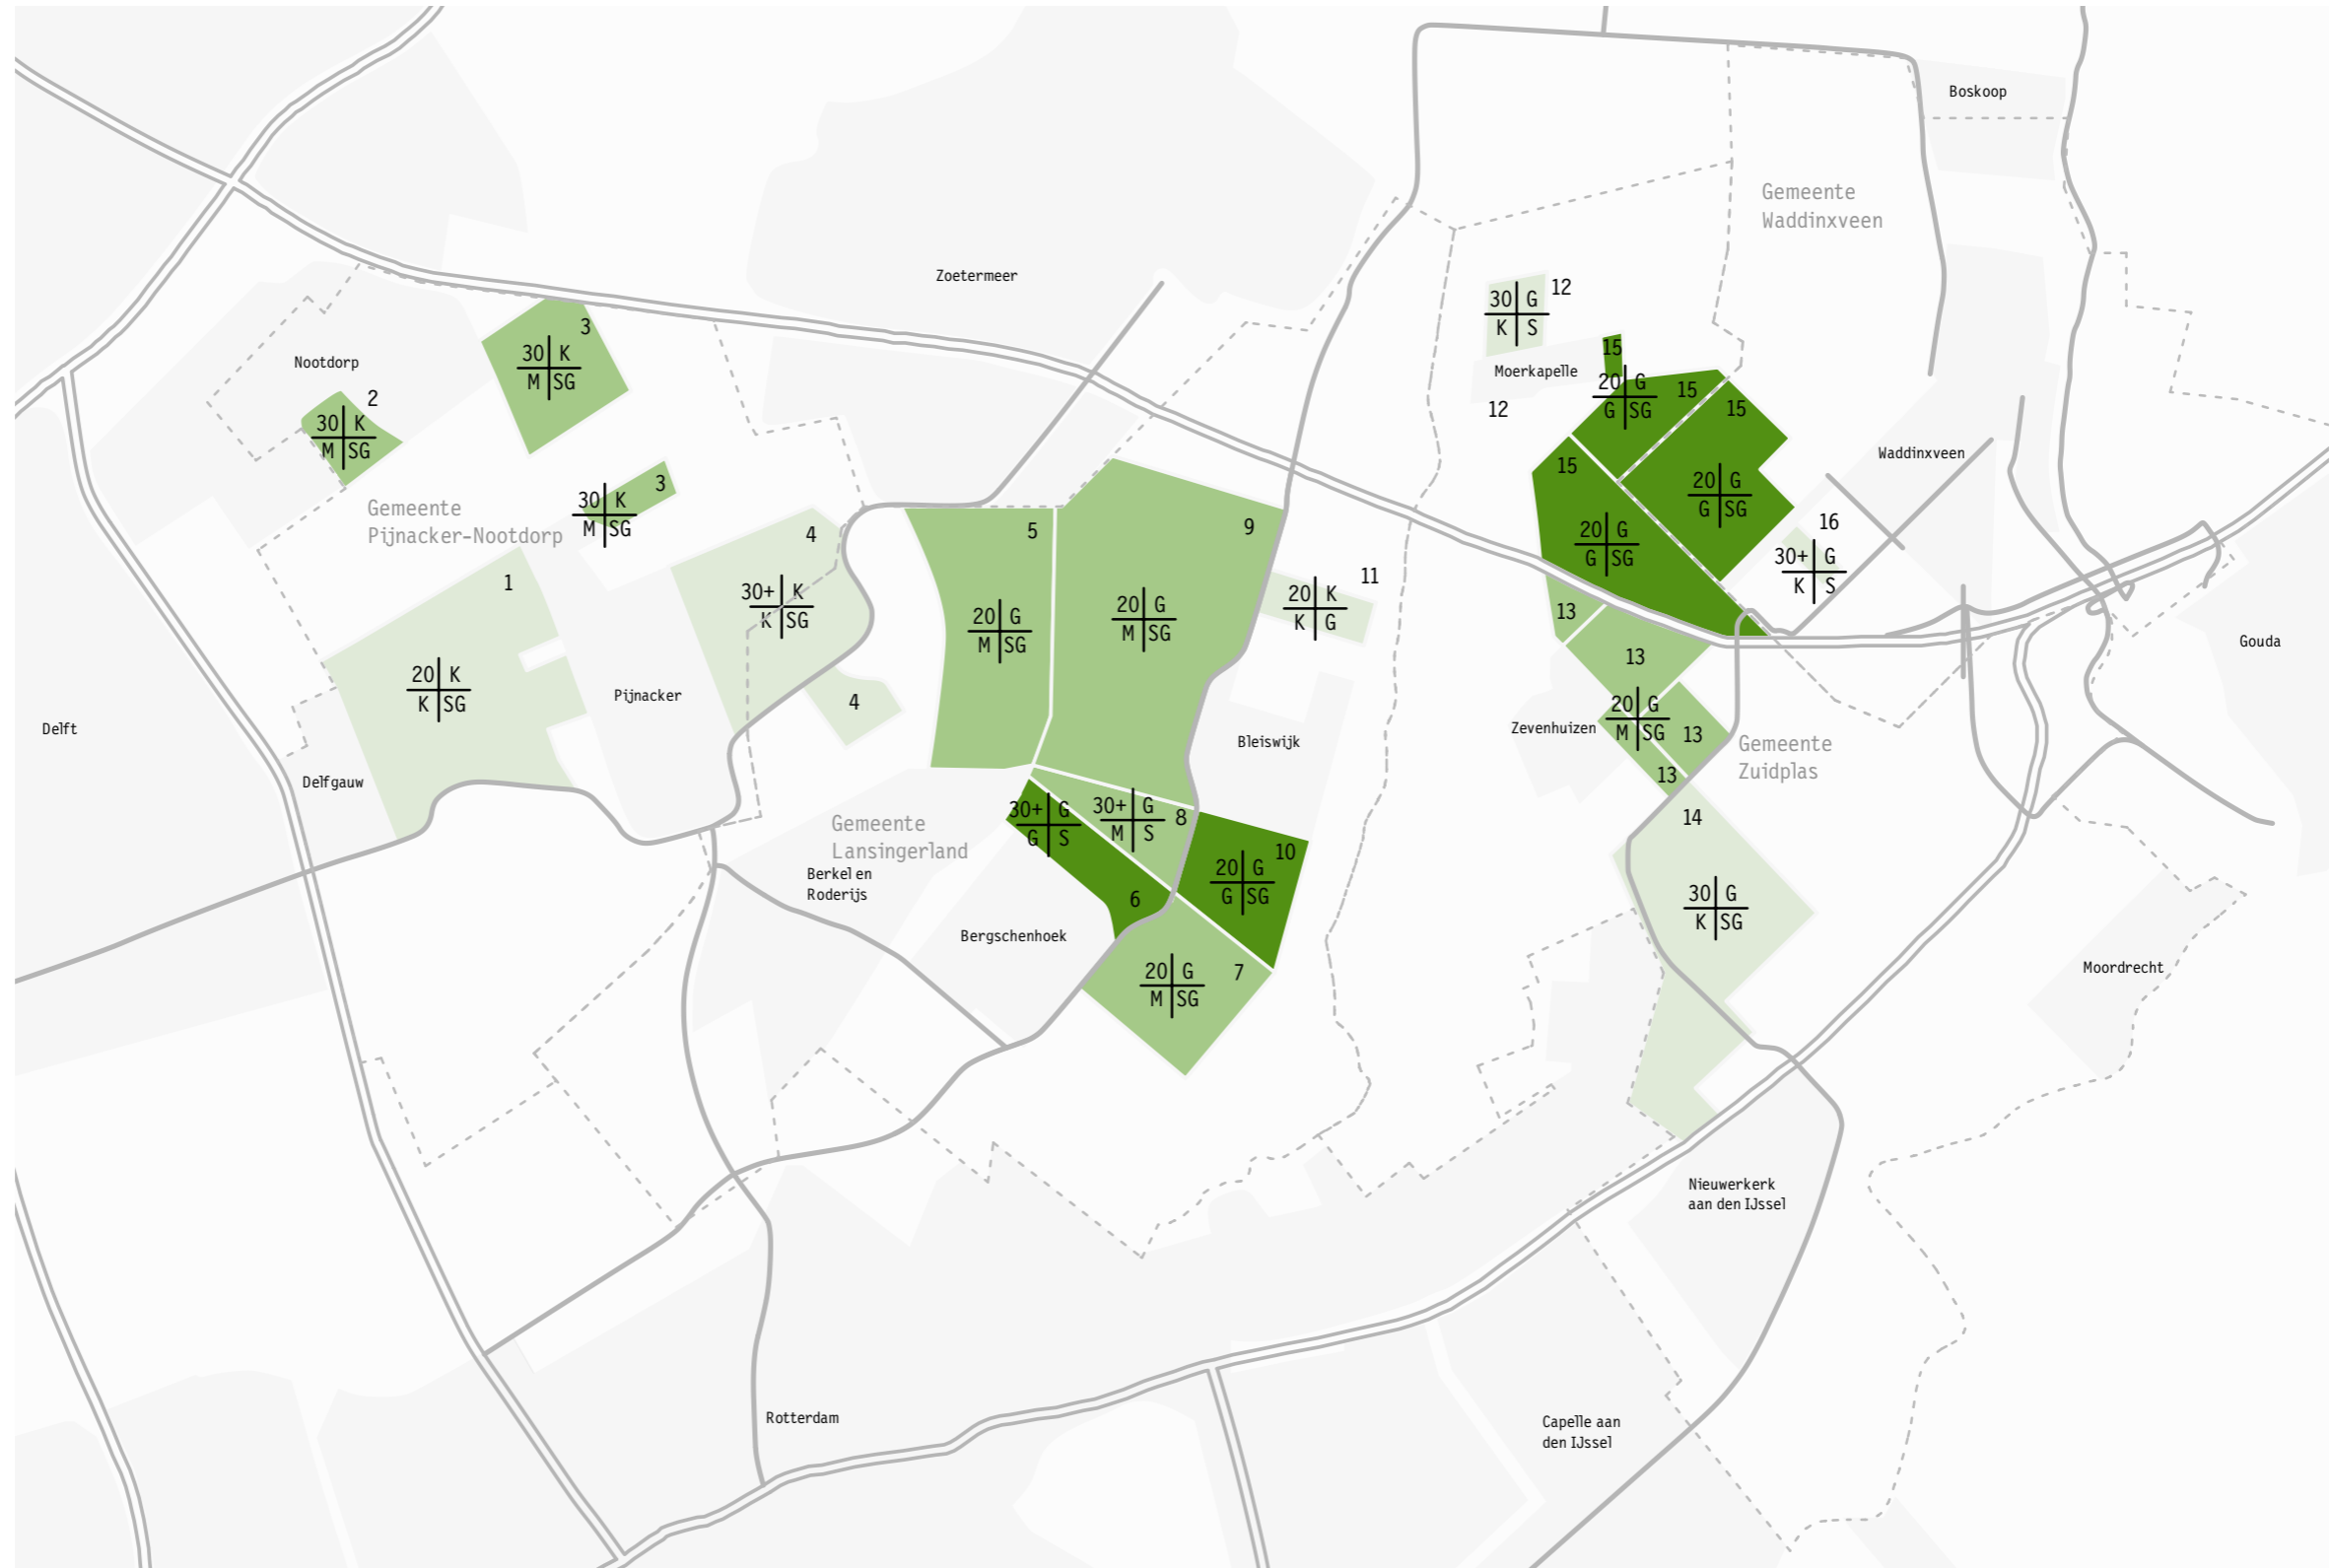 Boskoop
Gemeente
Waddinxveen
Zoetermeer
30 G
K S
12
3
30 K
M SG
Nootdorp
15
Moerkapelle
20 G
G SG
15
15
2
30 K
M SG
12
Waddinxveen
15
3
30 K
M SG
Gemeente
Pijnacker-Nootdorp
20 G
G SG
4
5
9
16
20 G
G SG
30+ G
K S
1
30+ K
K SG
20 G
M SG
20 G
M SG
11
20 K
K G
13
Gouda
13
20 K
K SG
Pijnacker
4
20 G
M SG
Zevenhuizen
13
Delft
Bleiswijk
Gemeente
Zuidplas
Delfgauw
13
30+ G
G S
30+ G
M S
8
14
Gemeente
Lansingerland
Berkel en
Roderijs
10
20 G
G SG
6
30 G
K SG
Bergschenhoek
20 G
M SG
7
Moordrecht
Nieuwerkerk
aan den IJssel
Rotterdam
Capelle aan
den IJssel